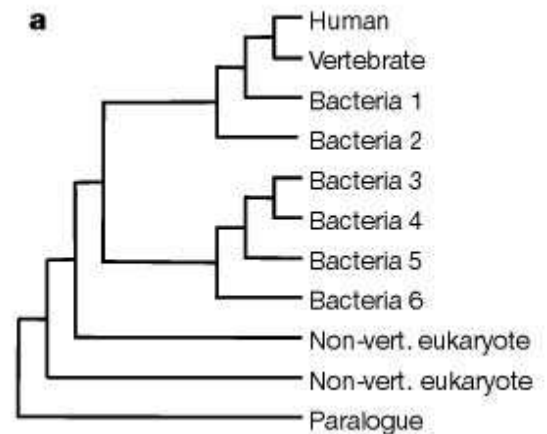 a
Human
Vertebrate
Bacteria 1
Bacteria 2
Bacteria 3
Bacteria 4
Bacteria 5
Bacteria 6
Non-vert. eukaryote
Non-vert. eukaryote
Paralogue